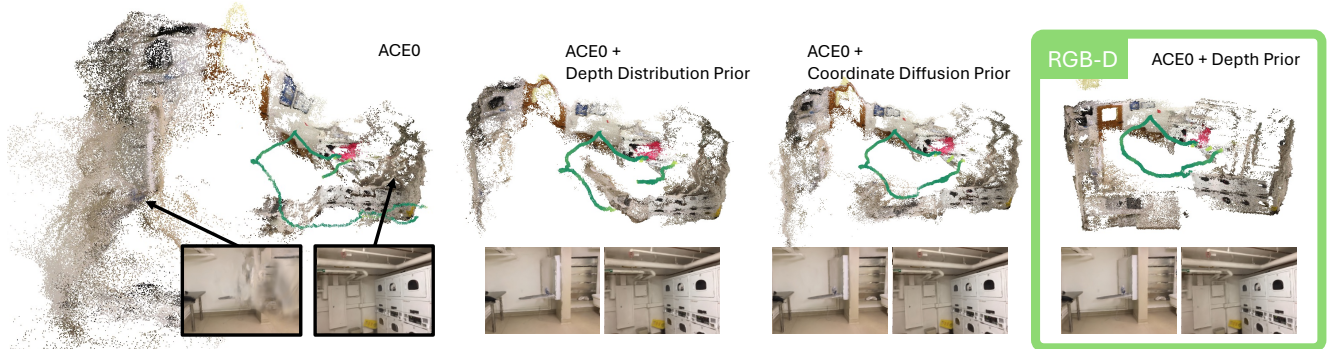 ACE0
ACE0 +
Depth Distribution Prior
ACE0 +
Coordinate Diffusion Prior
RGB-D
ACE0 + Depth Prior